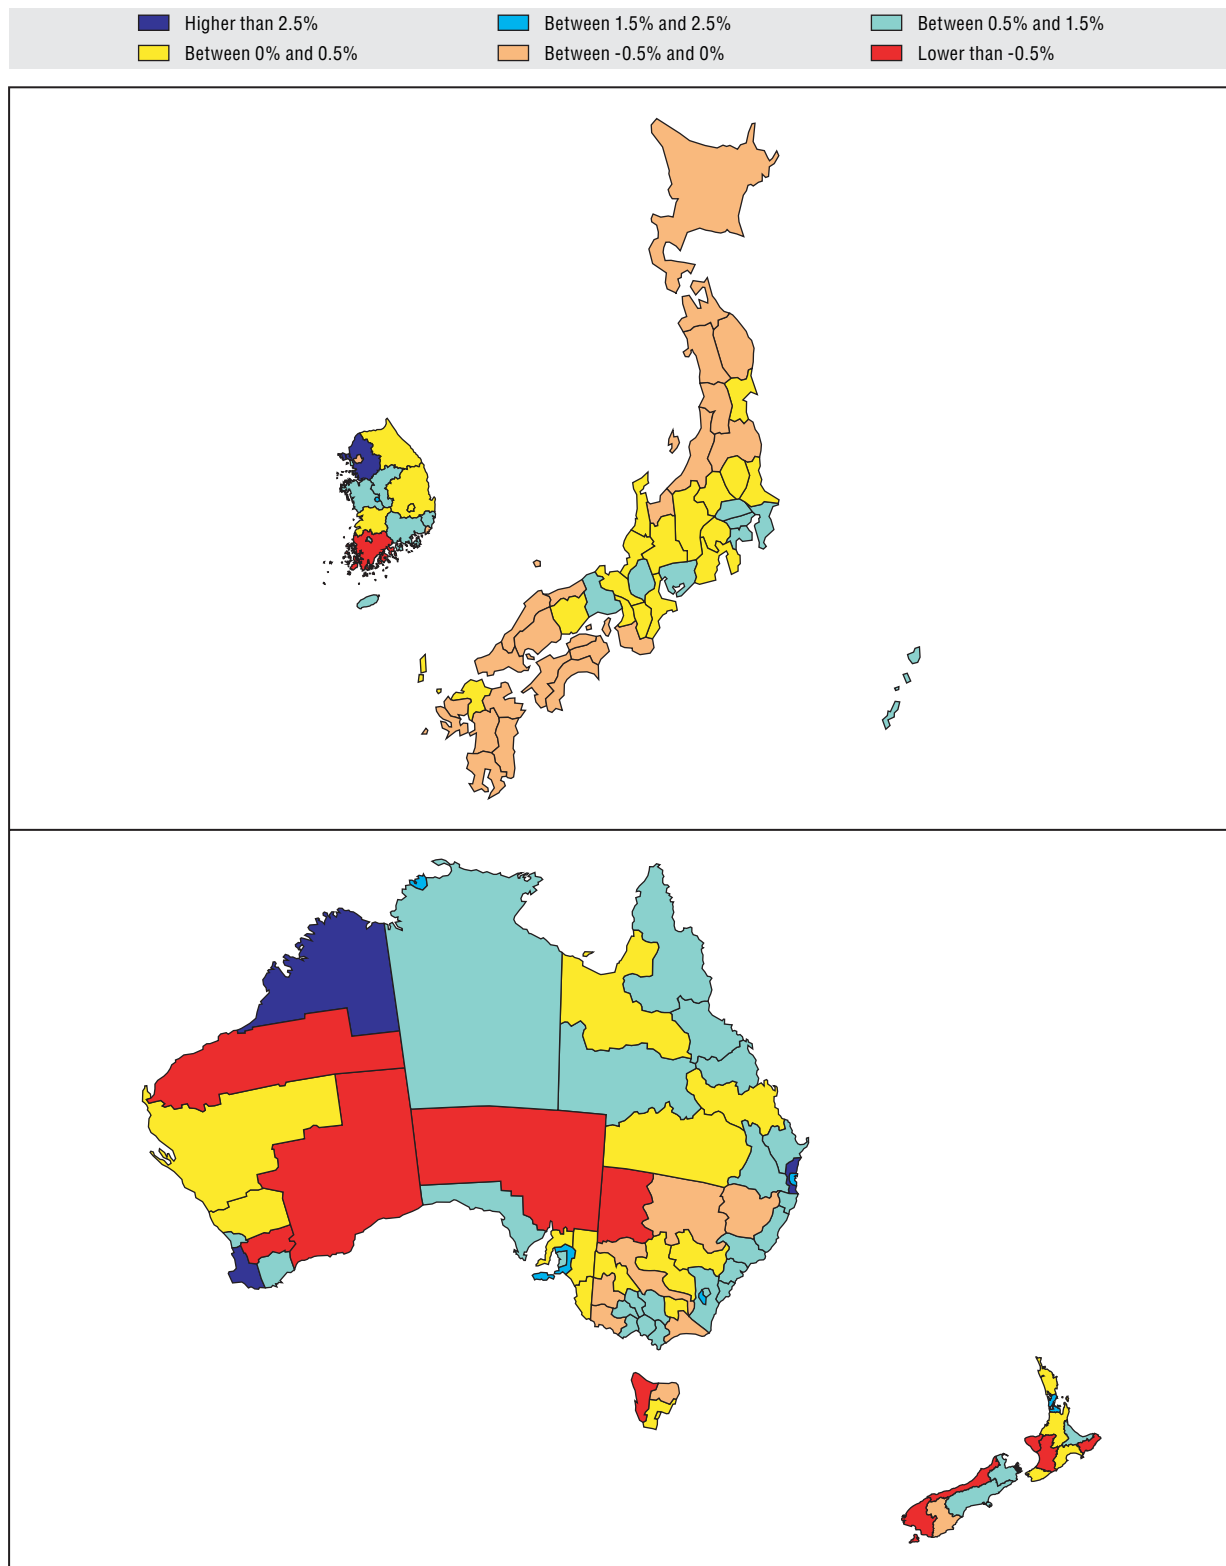 Higher than 2.5% Between 1.5% and 2.5% Between 0.5% and 1.5%
Between 0% and 0.5% Between -0.5% and 0% Lower than -0.5%